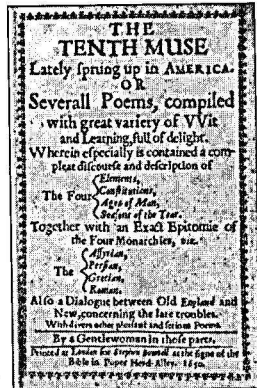 THE
TENTH MUSE
Lately sprung up in AMERICA.
OR
Severall Poems, compiled
with great variety of VVit
and Learning, full of delight.
Wherein especially is contained a com-
pleat discourse and description of
The Four
Elements,
Constitutions,
Ages of Man,
Seasons of the Year.
Together with an Exact Epitomie of
the Four Monarchies, viz.
The
Assyrian,
Persian,
Grecian,
Roman.
Also a Dialogue between Old England and
New, concerning the late troubles.
With divers other pleasant and serious Poems.
By a Gentlewoman in those parts.
Printed at London for Stephen Bowtell at the signe of the
Bible in Popes Head-Alley. 1650.